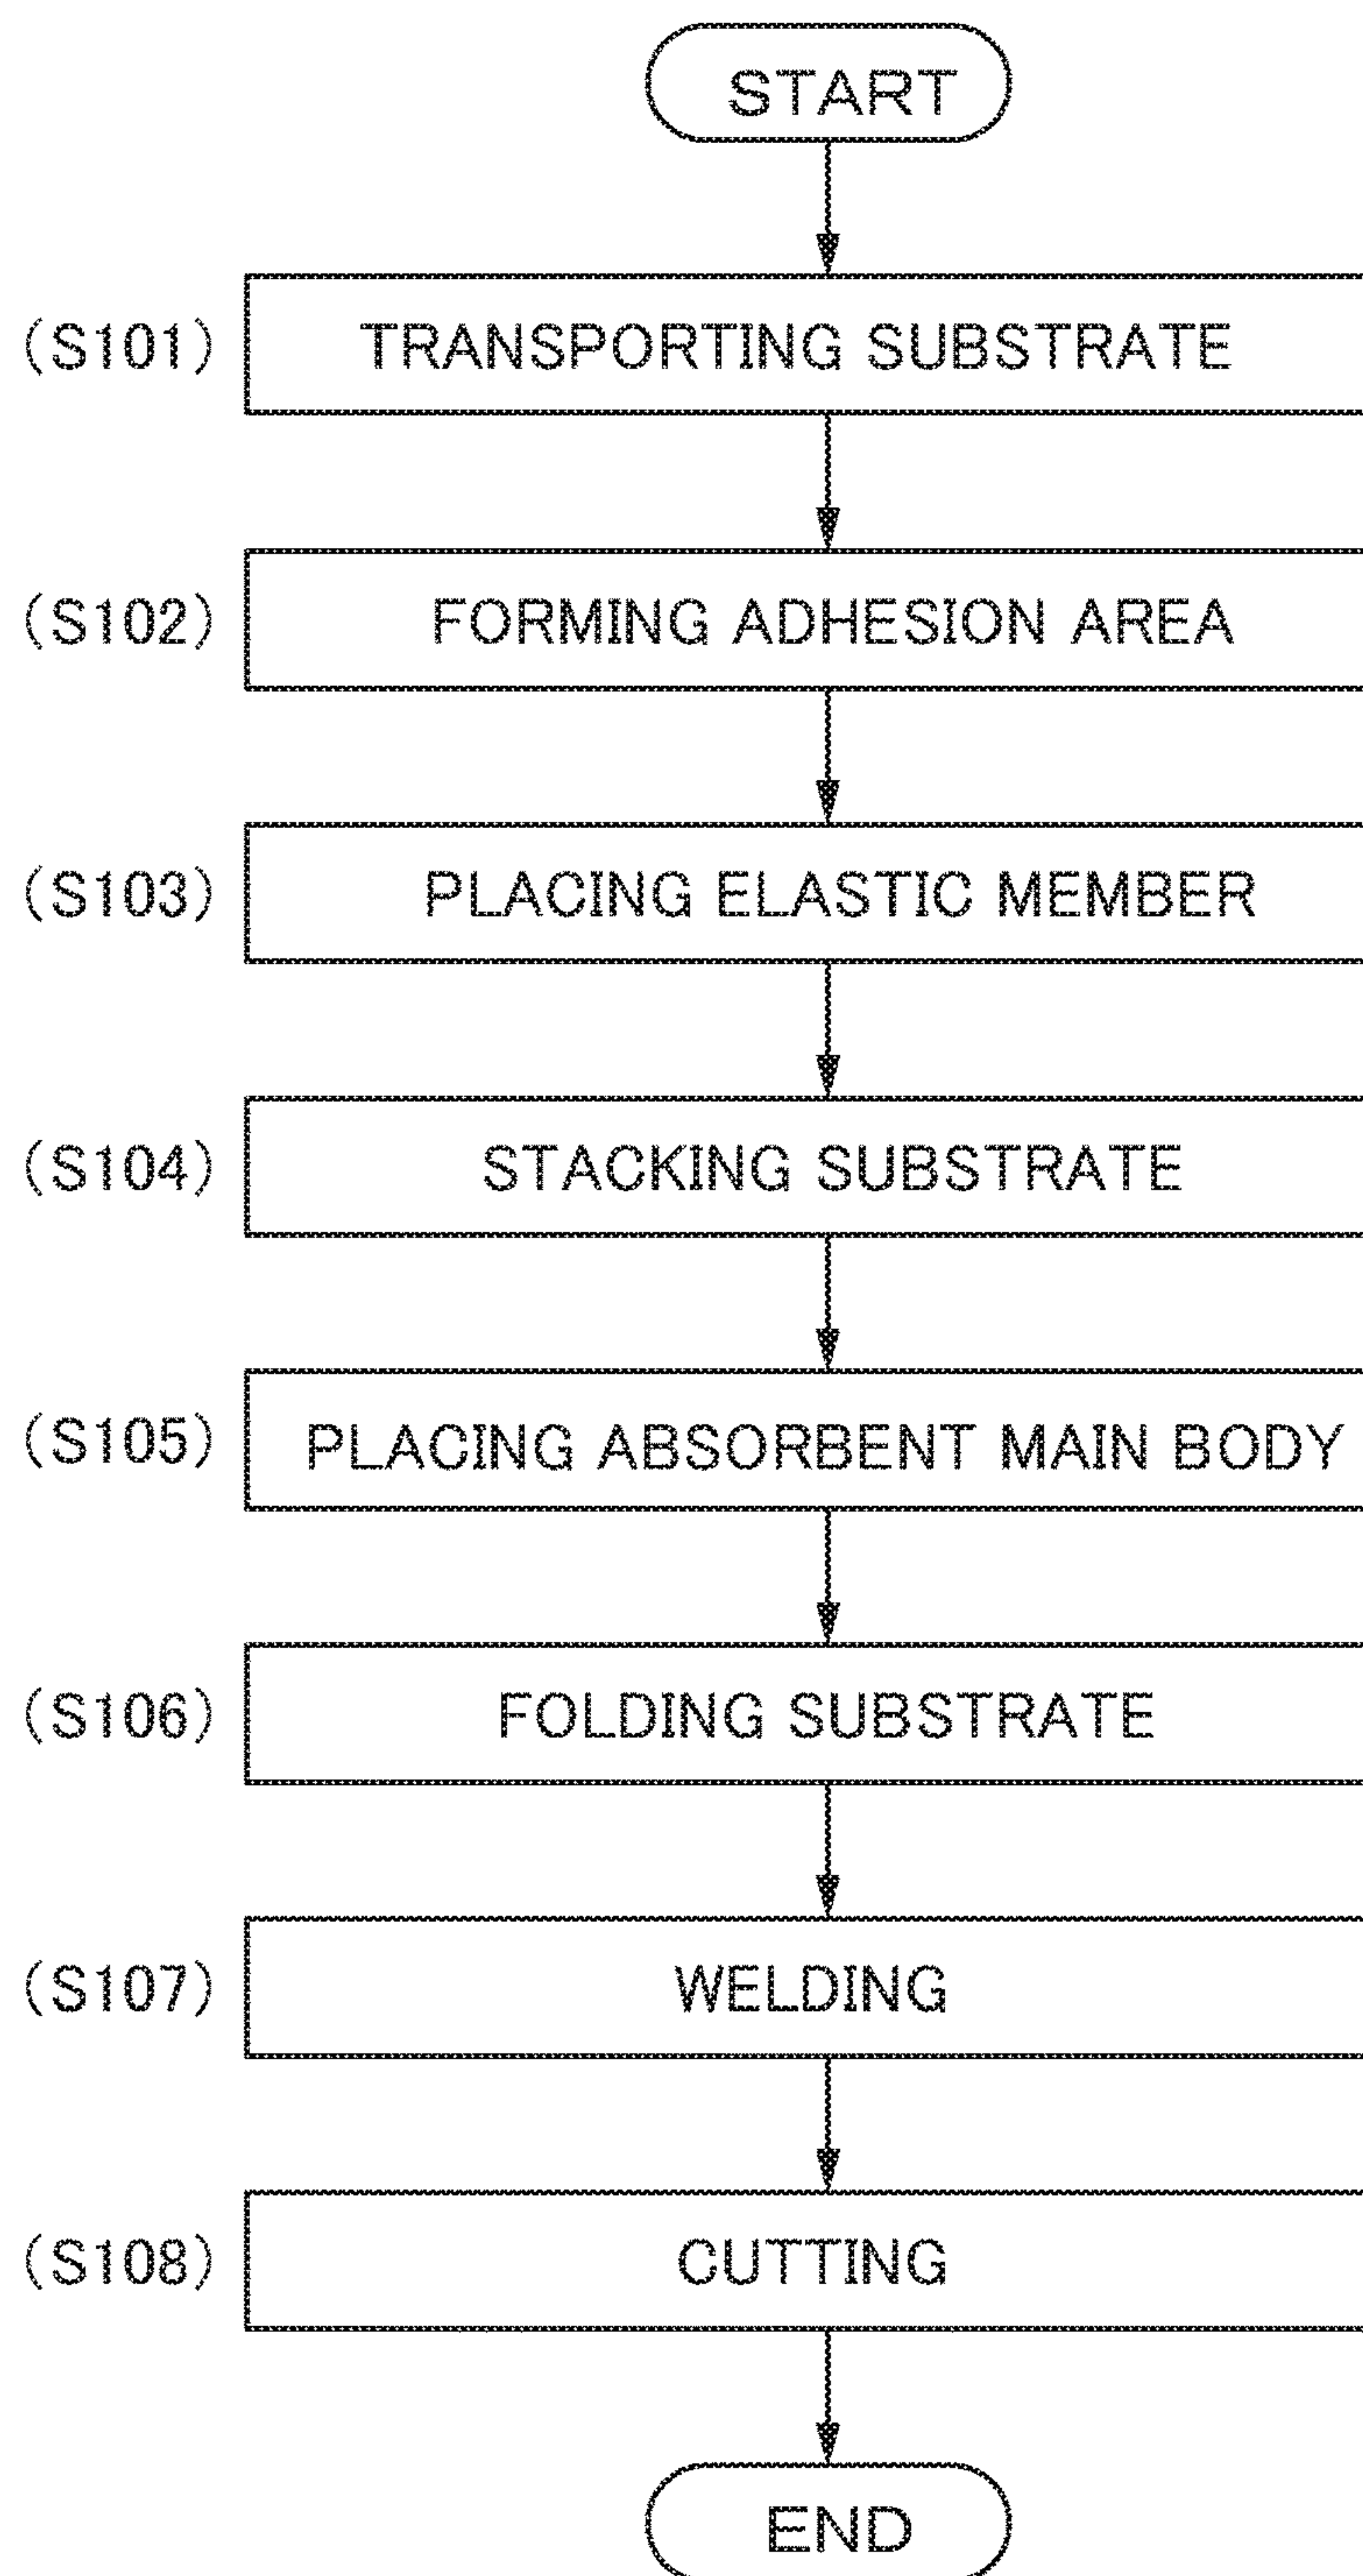 START
(S101) TRANSPORTING SUBSTRATE
(S102) FORMING ADHESION AREA
(S103) PLACING ELASTIC MEMBER
(S104) STACKING SUBSTRATE
(S105) PLACING ABSORBENT MAIN BODY
(S106) FOLDING SUBSTRATE
(S107) WELDING
(S108) CUTTING
END